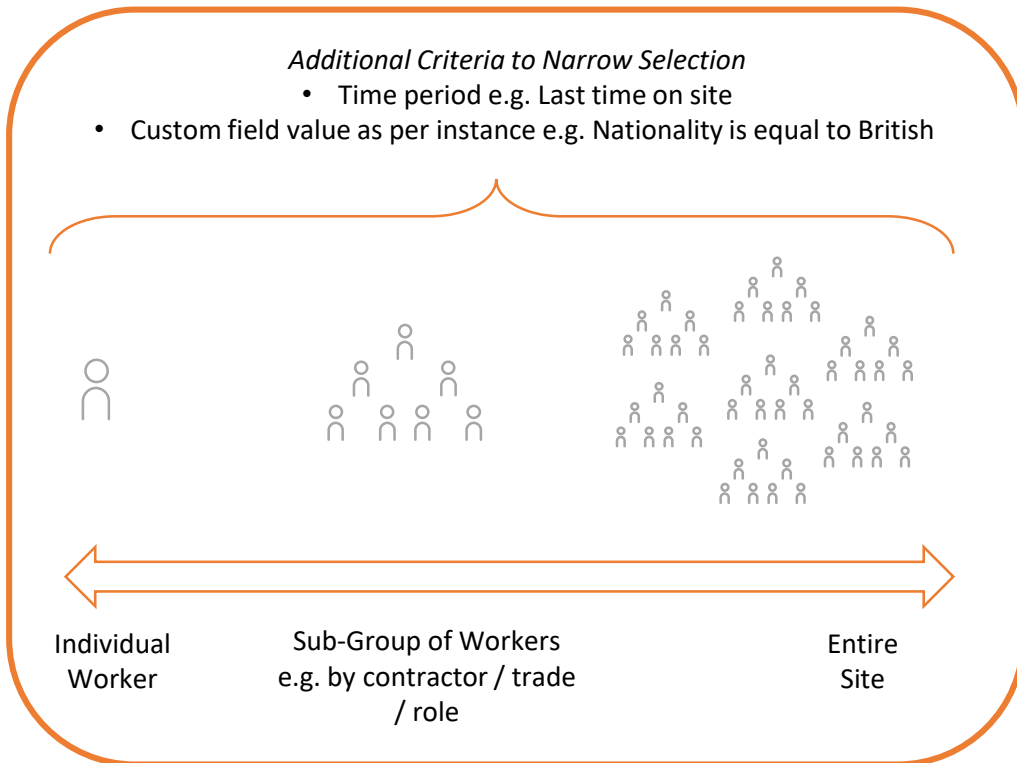 Additional Criteria to Narrow Selection
• Time period e.g. Last time on site
• Custom field value as per instance e.g. Nationality is equal to British
Individual
Worker
Sub-Group of Workers
e.g. by contractor / trade
/ role
Entire
Site